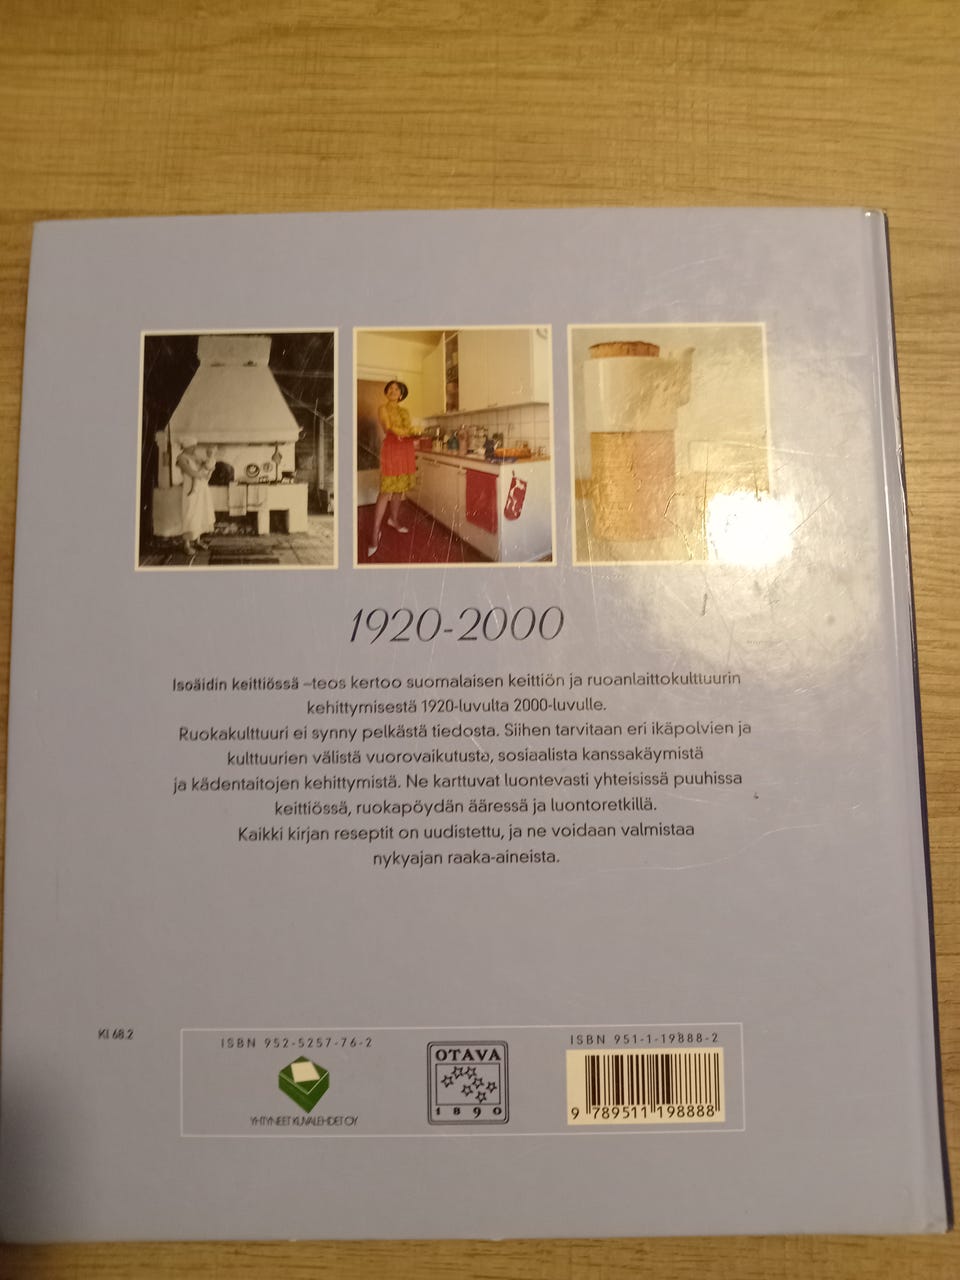 1920-2000
Isoäidin keittiössä –teos kertoo suomalaisen keittiön ja ruoanlaittokulttuurin
kehittymisestä 1920-luvulta 2000-luvulle.
Ruokakulttuuri ei synny pelkästä tiedosta. Siihen tarvitaan eri ikäpolvien ja
kulttuurien välistä vuorovaikutusta, sosiaalista kanssakäymistä
ja kädentaitojen kehittymistä. Ne karttuvat luontevasti yhteisissä puuhissa
keittiössä, ruokapöydän ääressä ja luontoretkillä.
Kaikki kirjan reseptit on uudistettu, ja ne voidaan valmistaa
nykyajan raaka-aineista.
Kl 68.2
ISBN 952-5257-76-2
YHTYNEET KUVALEHDET OY
OTAVA
1890
ISBN 951-1-19888-2
9 789511 198888